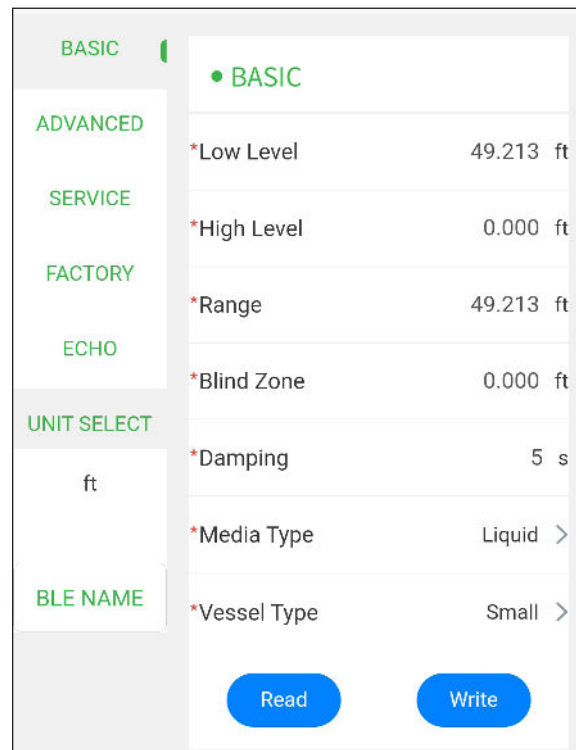 BASIC
ADVANCED
SERVICE
FACTORY
ECHO
UNIT SELECT
ft
BLE NAME
• BASIC
*Low Level 49.213 ft
*High Level 0.000 ft
*Range 49.213 ft
*Blind Zone 0.000 ft
*Damping 5 s
*Media Type Liquid >
*Vessel Type Small >
Read Write